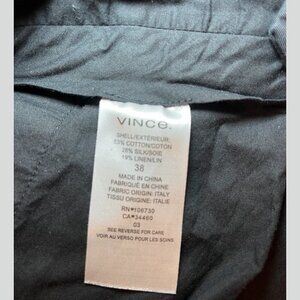 VINCE.
SHELL/EXTÉRIEUR:
53% COTTON/COTON
28% SILK/SOIE
19% LINEN/LIN
38
MADE IN CHINA
FABRIQUÉ EN CHINE
FABRIC ORIGIN: ITALY
TISSU ORIGINE: ITALIE
RN#106730
CA#34460
03
SEE REVERSE FOR CARE
VOIR AU VERSO POUR LES SOINS